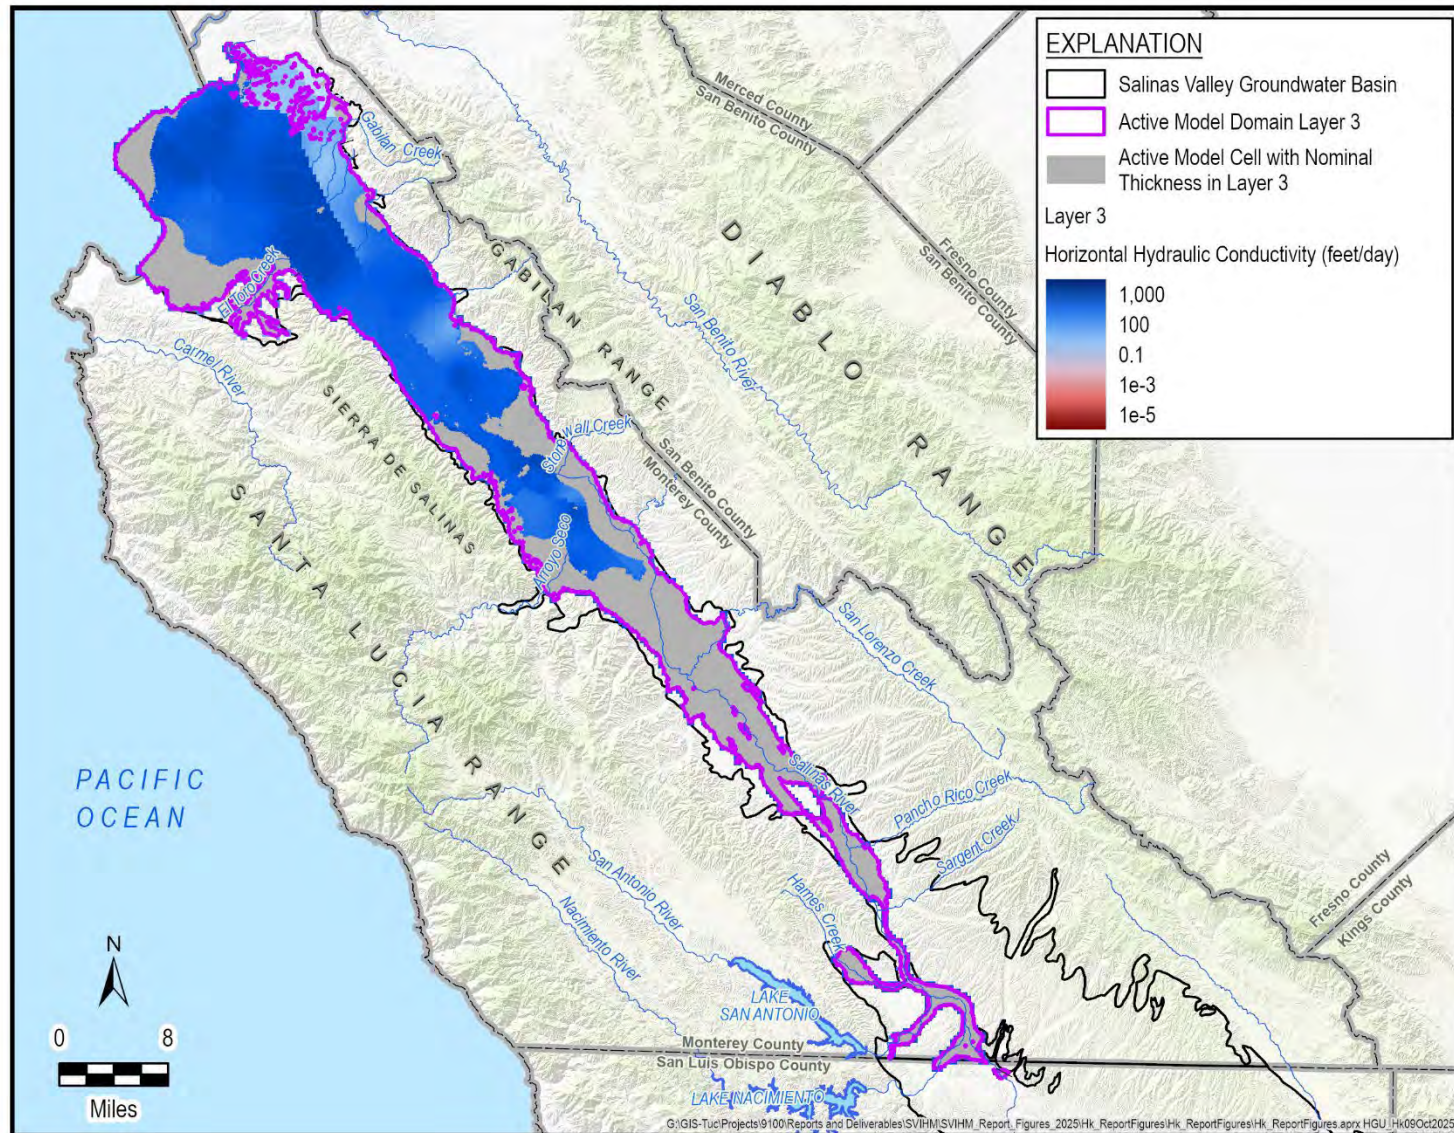 EXPLANATION
Salinas Valley Groundwater Basin
Active Model Domain Layer 3
Active Model Cell with Nominal
Thickness in Layer 3
Layer 3
Horizontal Hydraulic Conductivity (feet/day)
1,000
100
0.1
1e-3
1e-5
Merced County
San Benito County
Fresno County
San Benito County
Gabilan Creek
DIABLO RANGE
GABILAN RANGE
San Benito River
El Toro Creek
Carmel River
SIERRA DE SALINAS
Stonewall Creek
San Benito County
Monterey County
SANTA LUCIA RANGE
Arroyo Seco
San Lorenzo Creek
PACIFIC
OCEAN
Salinas River
Pancho Rico Creek
Sargent Creek
San Antonio River
Hames Creek
Nacimiento River
Fresno County
Kings County
N
0 8
Miles
LAKE
SAN ANTONIO
Monterey County
San Luis Obispo County
LAKE NACIMIENTO